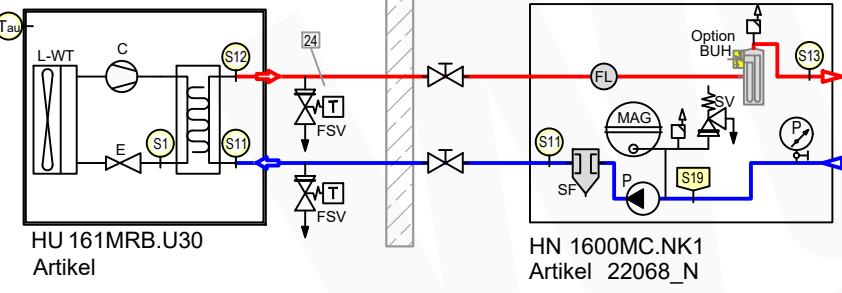 Tau
L-WT
C
E
S1
S12
S11
24
T
FSV
T
FSV
HU 161MRB.U30
Artikel
Option
BUH
FL
S13
MAG
SV
P
S11
SF
P
S19
HN 1600MC.NK1
Artikel 22068_N